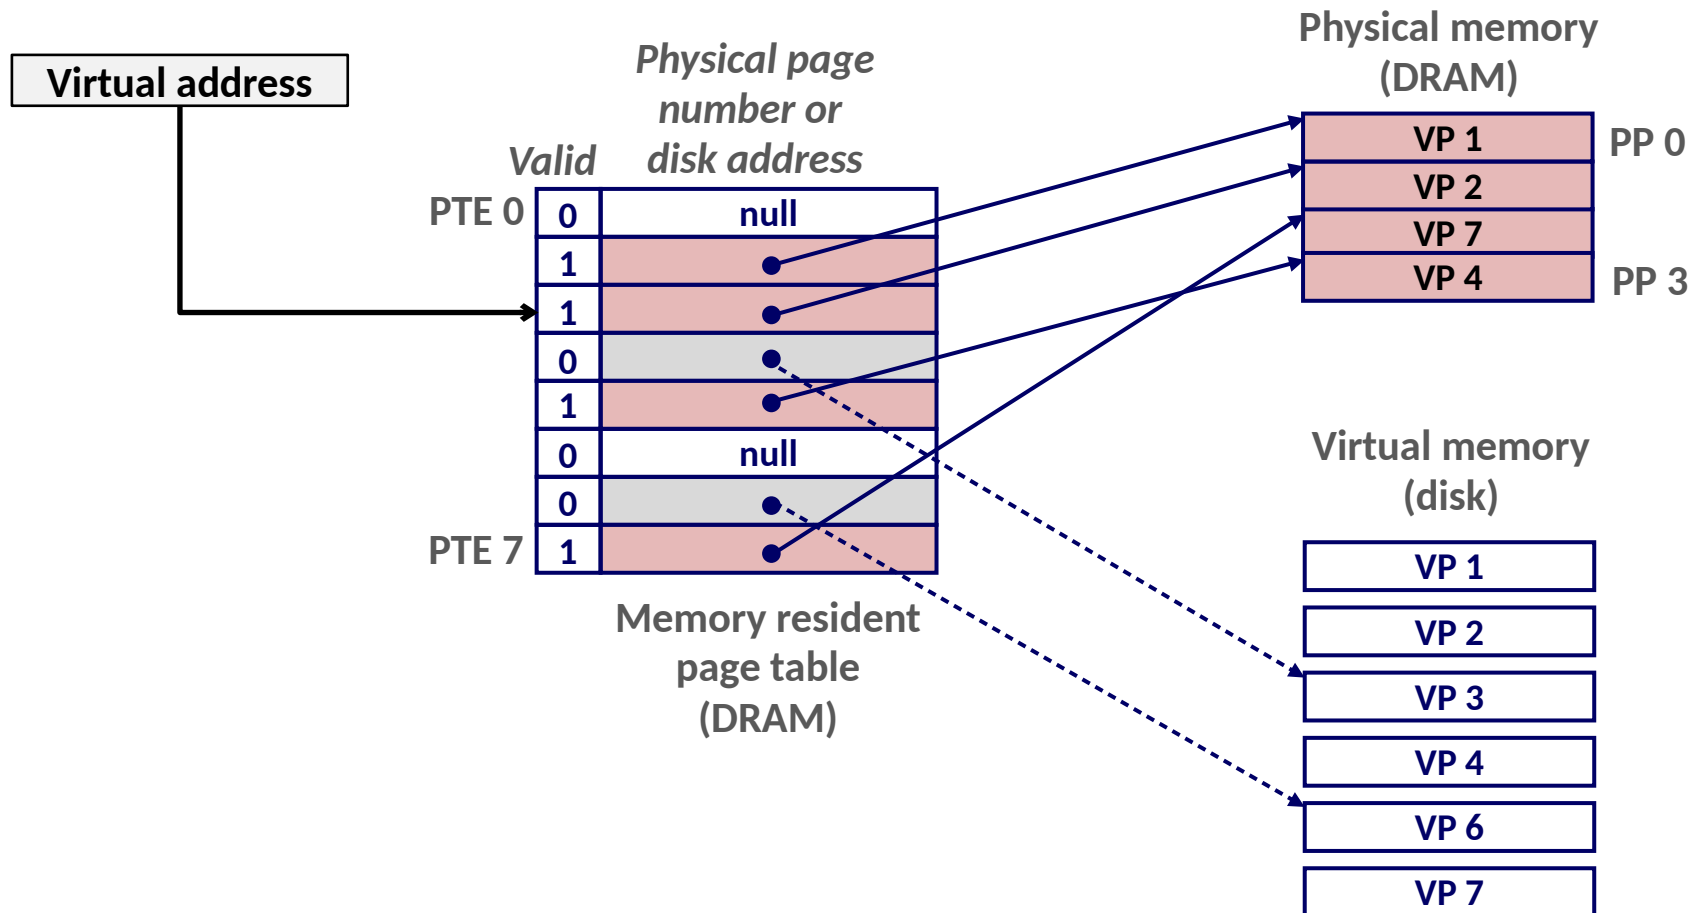 Virtual address
Physical page
number or
disk address
Valid
PTE 0
0 null
1
1
0
1
0 null
0
PTE 7
1
Memory resident
page table
(DRAM)
Physical memory
(DRAM)
VP 1
PP 0
VP 2
VP 7
VP 4
PP 3
Virtual memory
(disk)
VP 1
VP 2
VP 3
VP 4
VP 6
VP 7